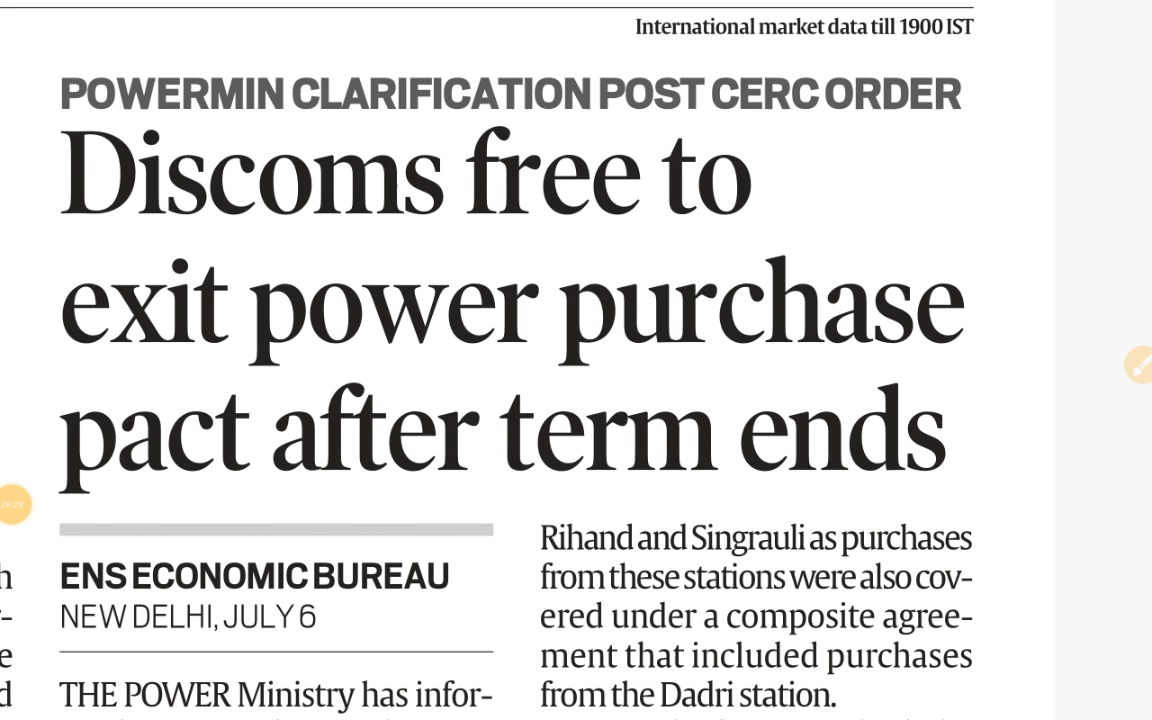 International market data till 1900 IST
POWERMIN CLARIFICATION POST CERC ORDER
Discoms free to
exit power purchase
pact after term ends
ENS ECONOMIC BUREAU
NEW DELHI, JULY 6
THE POWER Ministry has infor-
Rihand and Singrauli as purchases
from these stations were also cov-
ered under a composite agree-
ment that included purchases
from the Dadri station.
h
r-
e
d
26:29